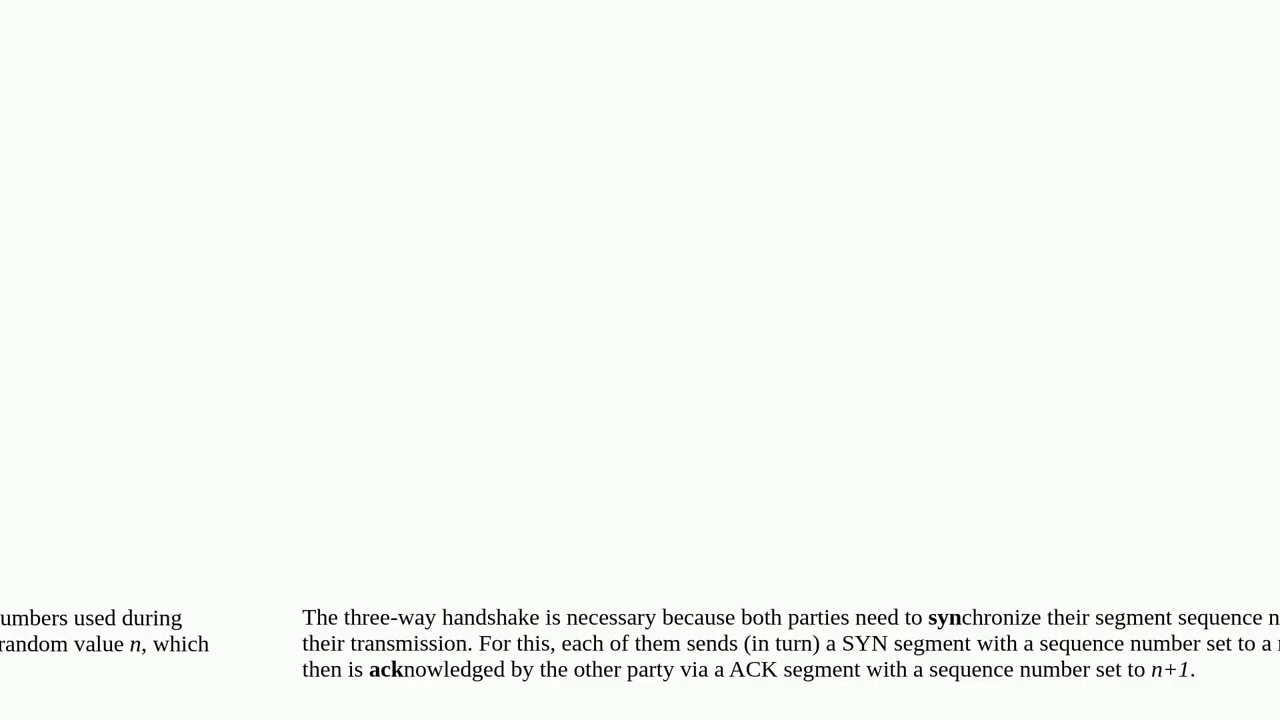 umbers used during
random value n, which
The three-way handshake is necessary because both parties need to synchronize their segment sequence n
their transmission. For this, each of them sends (in turn) a SYN segment with a sequence number set to a r
then is acknowledged by the other party via a ACK segment with a sequence number set to n+1.